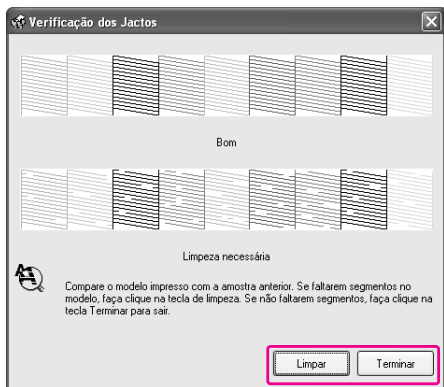 Verificação dos Jactos
Bom
Limpeza necessária
Compare o modelo impresso com a amostra anterior. Se faltarem segmentos no
modelo, faça clique na tecla de limpeza. Se não faltarem segmentos, faça clique na
tecla Terminar para sair.
Limpar Terminar